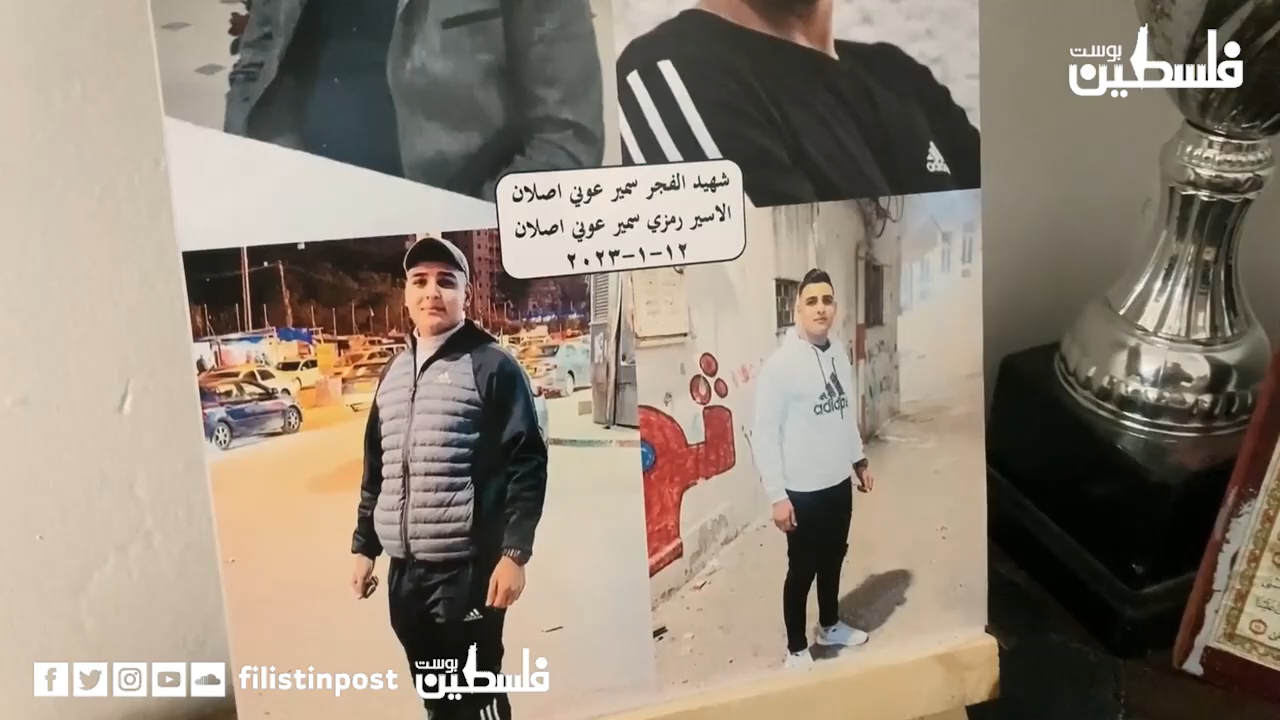 فلسطين
بوست
شهيد الفجر سمير عوني اصلان
الاسير رمزي سمير عوني اصلان
١٢-١-٢٠٢٣
adidas
filistinpost
فلسطين
بوست